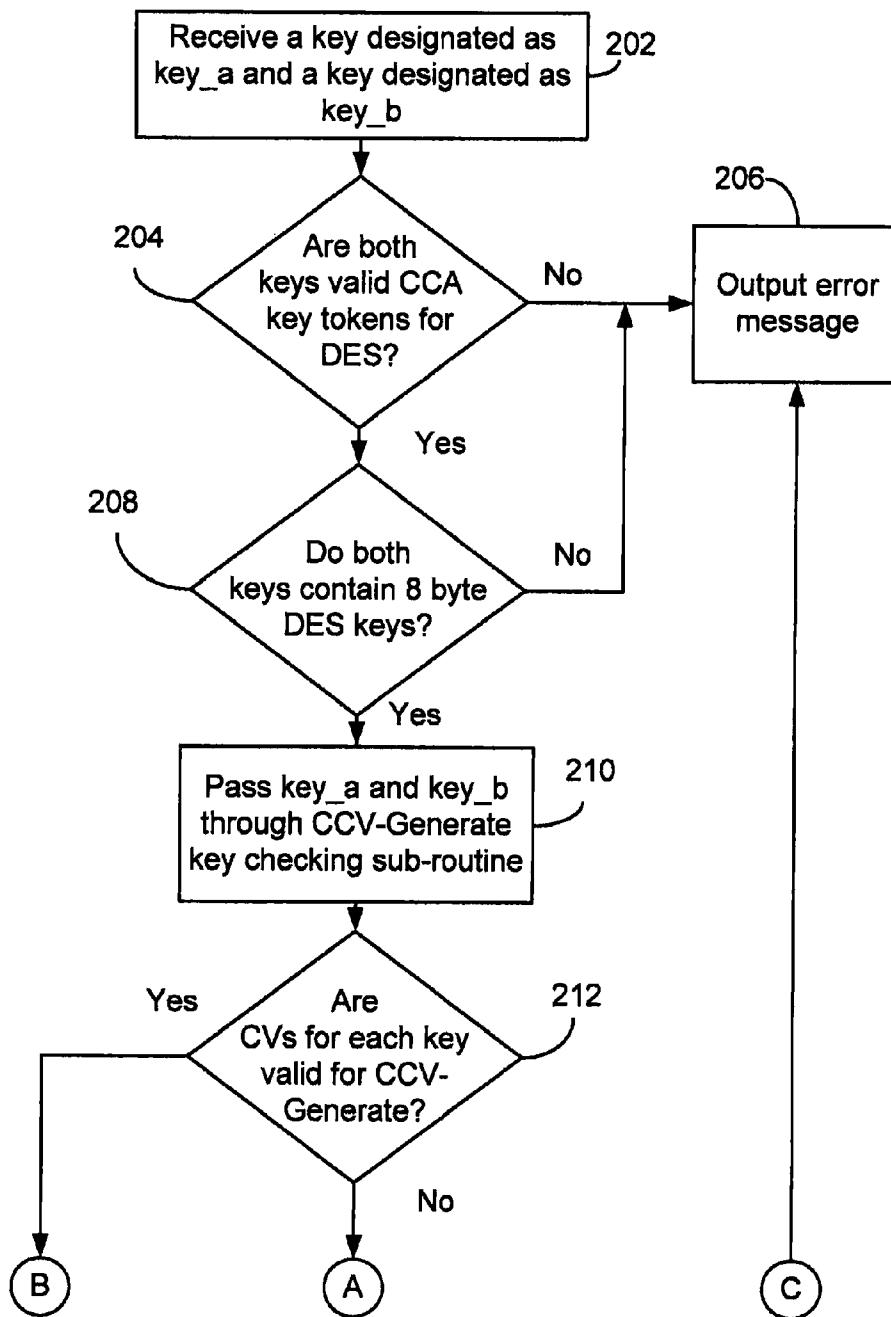 Receive a key designated as
key_a and a key designated as
key_b
202
206
204
Are both
keys valid CCA
key tokens for
DES?
No
Output error
message
Yes
208
Do both
keys contain 8 byte
DES keys?
No
Yes
Pass key_a and key_b
through CCV-Generate
key checking sub-routine
210
Yes
Are
CVs for each key
valid for CCV-
Generate?
212
No
B
A
C